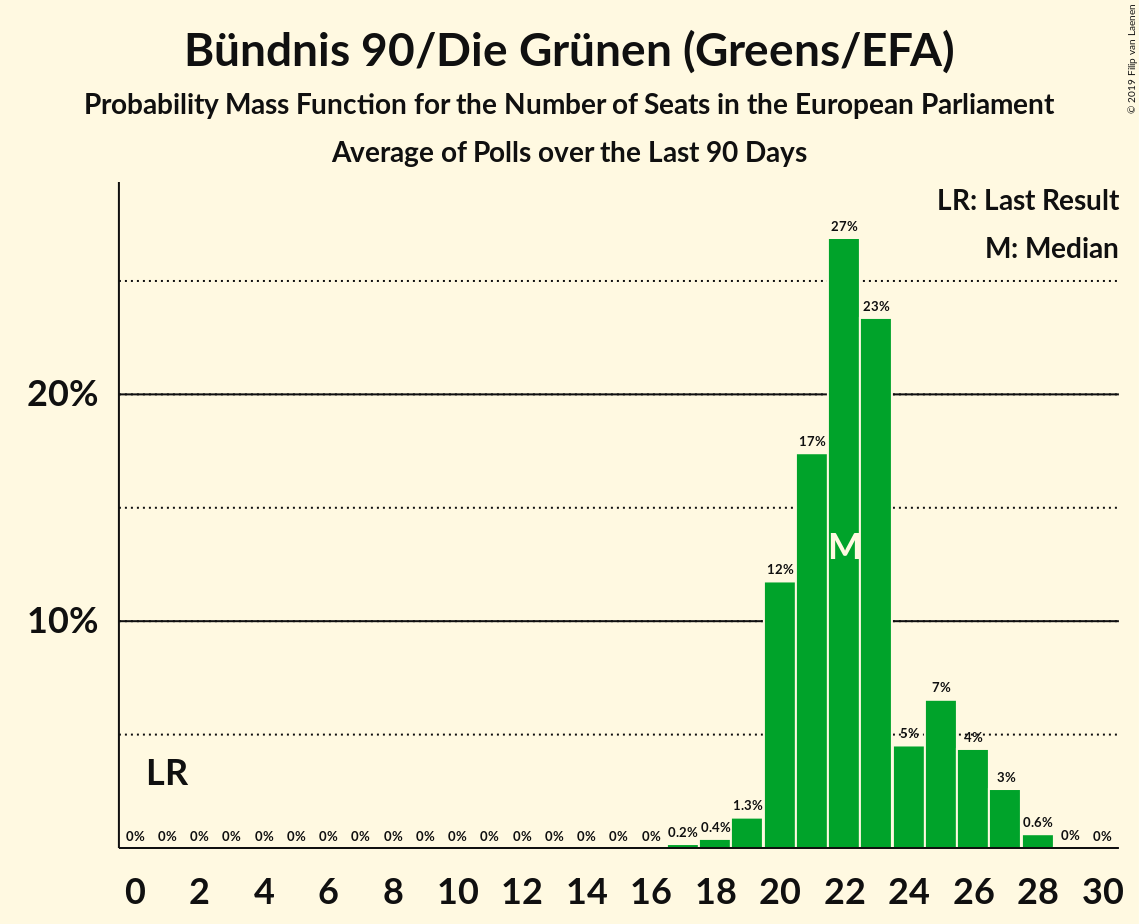 Bündnis 90/Die Grünen (Greens/EFA)
Probability Mass Function for the Number of Seats in the European Parliament
Average of Polls over the Last 90 Days
© 2019 Filip van Laenen
LR: Last Result
M: Median
27%
23%
20%
17%
M
12%
10%
7%
5%
4%
LR
3%
1.3%
0% 0% 0% 0% 0% 0% 0% 0% 0% 0% 0% 0% 0% 0% 0% 0% 0% 0.2% 0.4% 0.6% 0% 0%
0 2 4 6 8 10 12 14 16 18 20 22 24 26 28 30